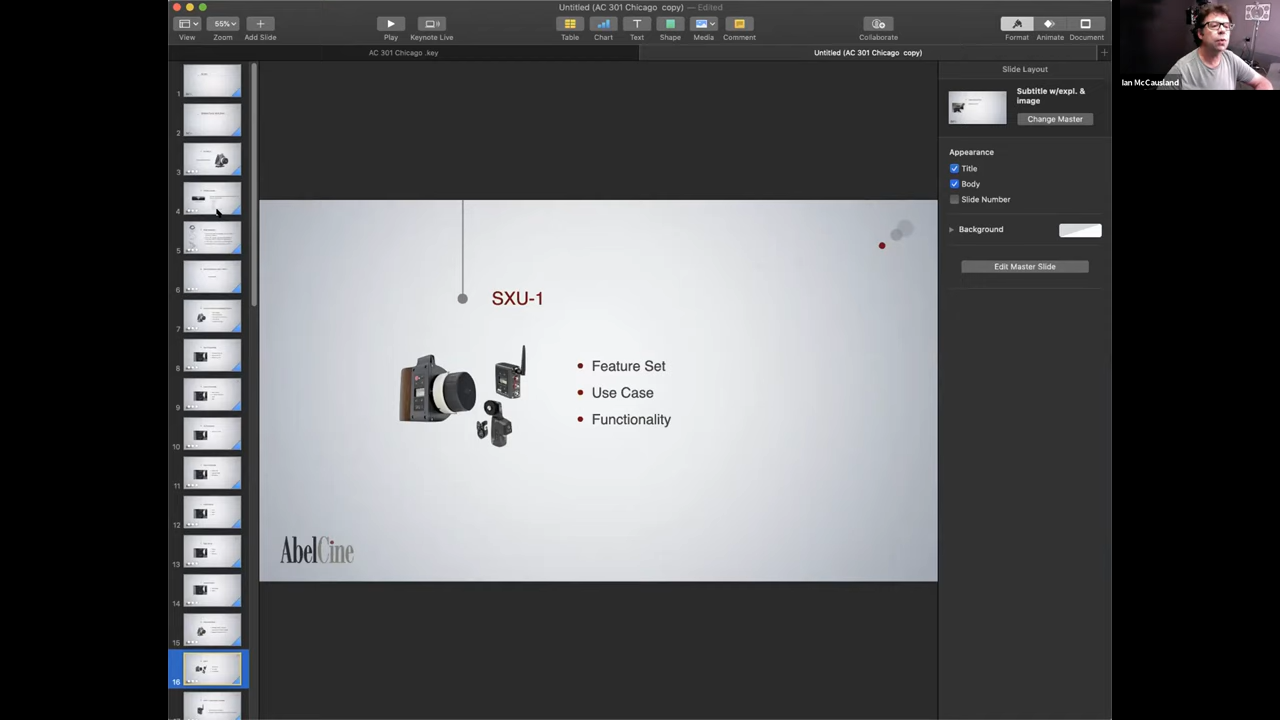 Untitled (AC 301 Chicago copy) — Edited
55%
View
Zoom
Add Slide
Play
Keynote Live
Table
Chart
Text
Shape
Media
Comment
Collaborate
Format
Animate
Document
AC 301 Chicago .key
Untitled (AC 301 Chicago copy)
Ian McCausland
1
2
3
4
5
6
7
8
9
10
11
12
13
14
15
16
SXU-1
Feature Set
Use Case
Functionality
AbelCine
Slide Layout
Subtitle w/expl. &
image
Change Master
Appearance
Title
Body
Slide Number
Background
Edit Master Slide